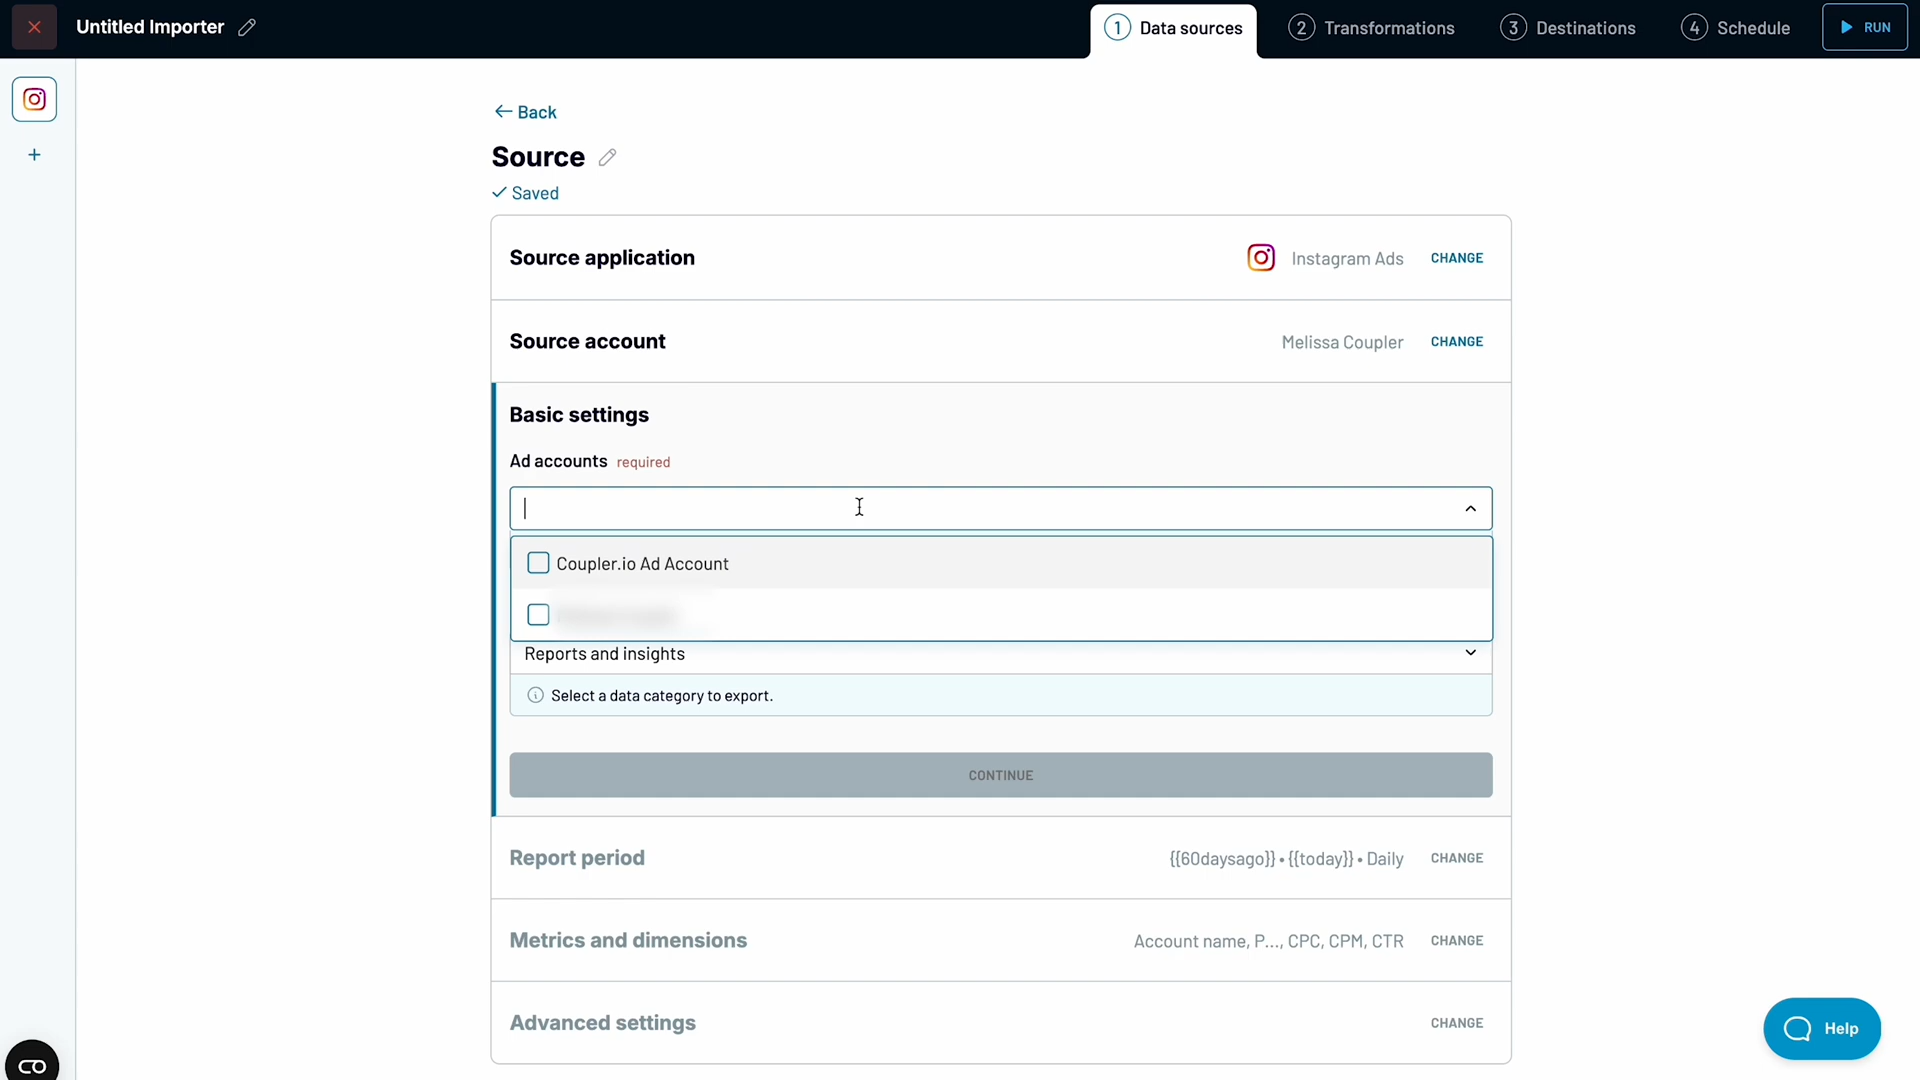 Untitled Importer
1 Data sources
2 Transformations
3 Destinations
4 Schedule
RUN
Back
Source
Saved
Source application
Instagram Ads
CHANGE
Source account
Melissa Coupler
CHANGE
Basic settings
Ad accounts required
Coupler.io Ad Account
Reports and insights
Select a data category to export.
CONTINUE
Report period
{{60daysago}} • {{today}} • Daily
CHANGE
Metrics and dimensions
Account name, P..., CPC, CPM, CTR
CHANGE
Advanced settings
CHANGE
Help